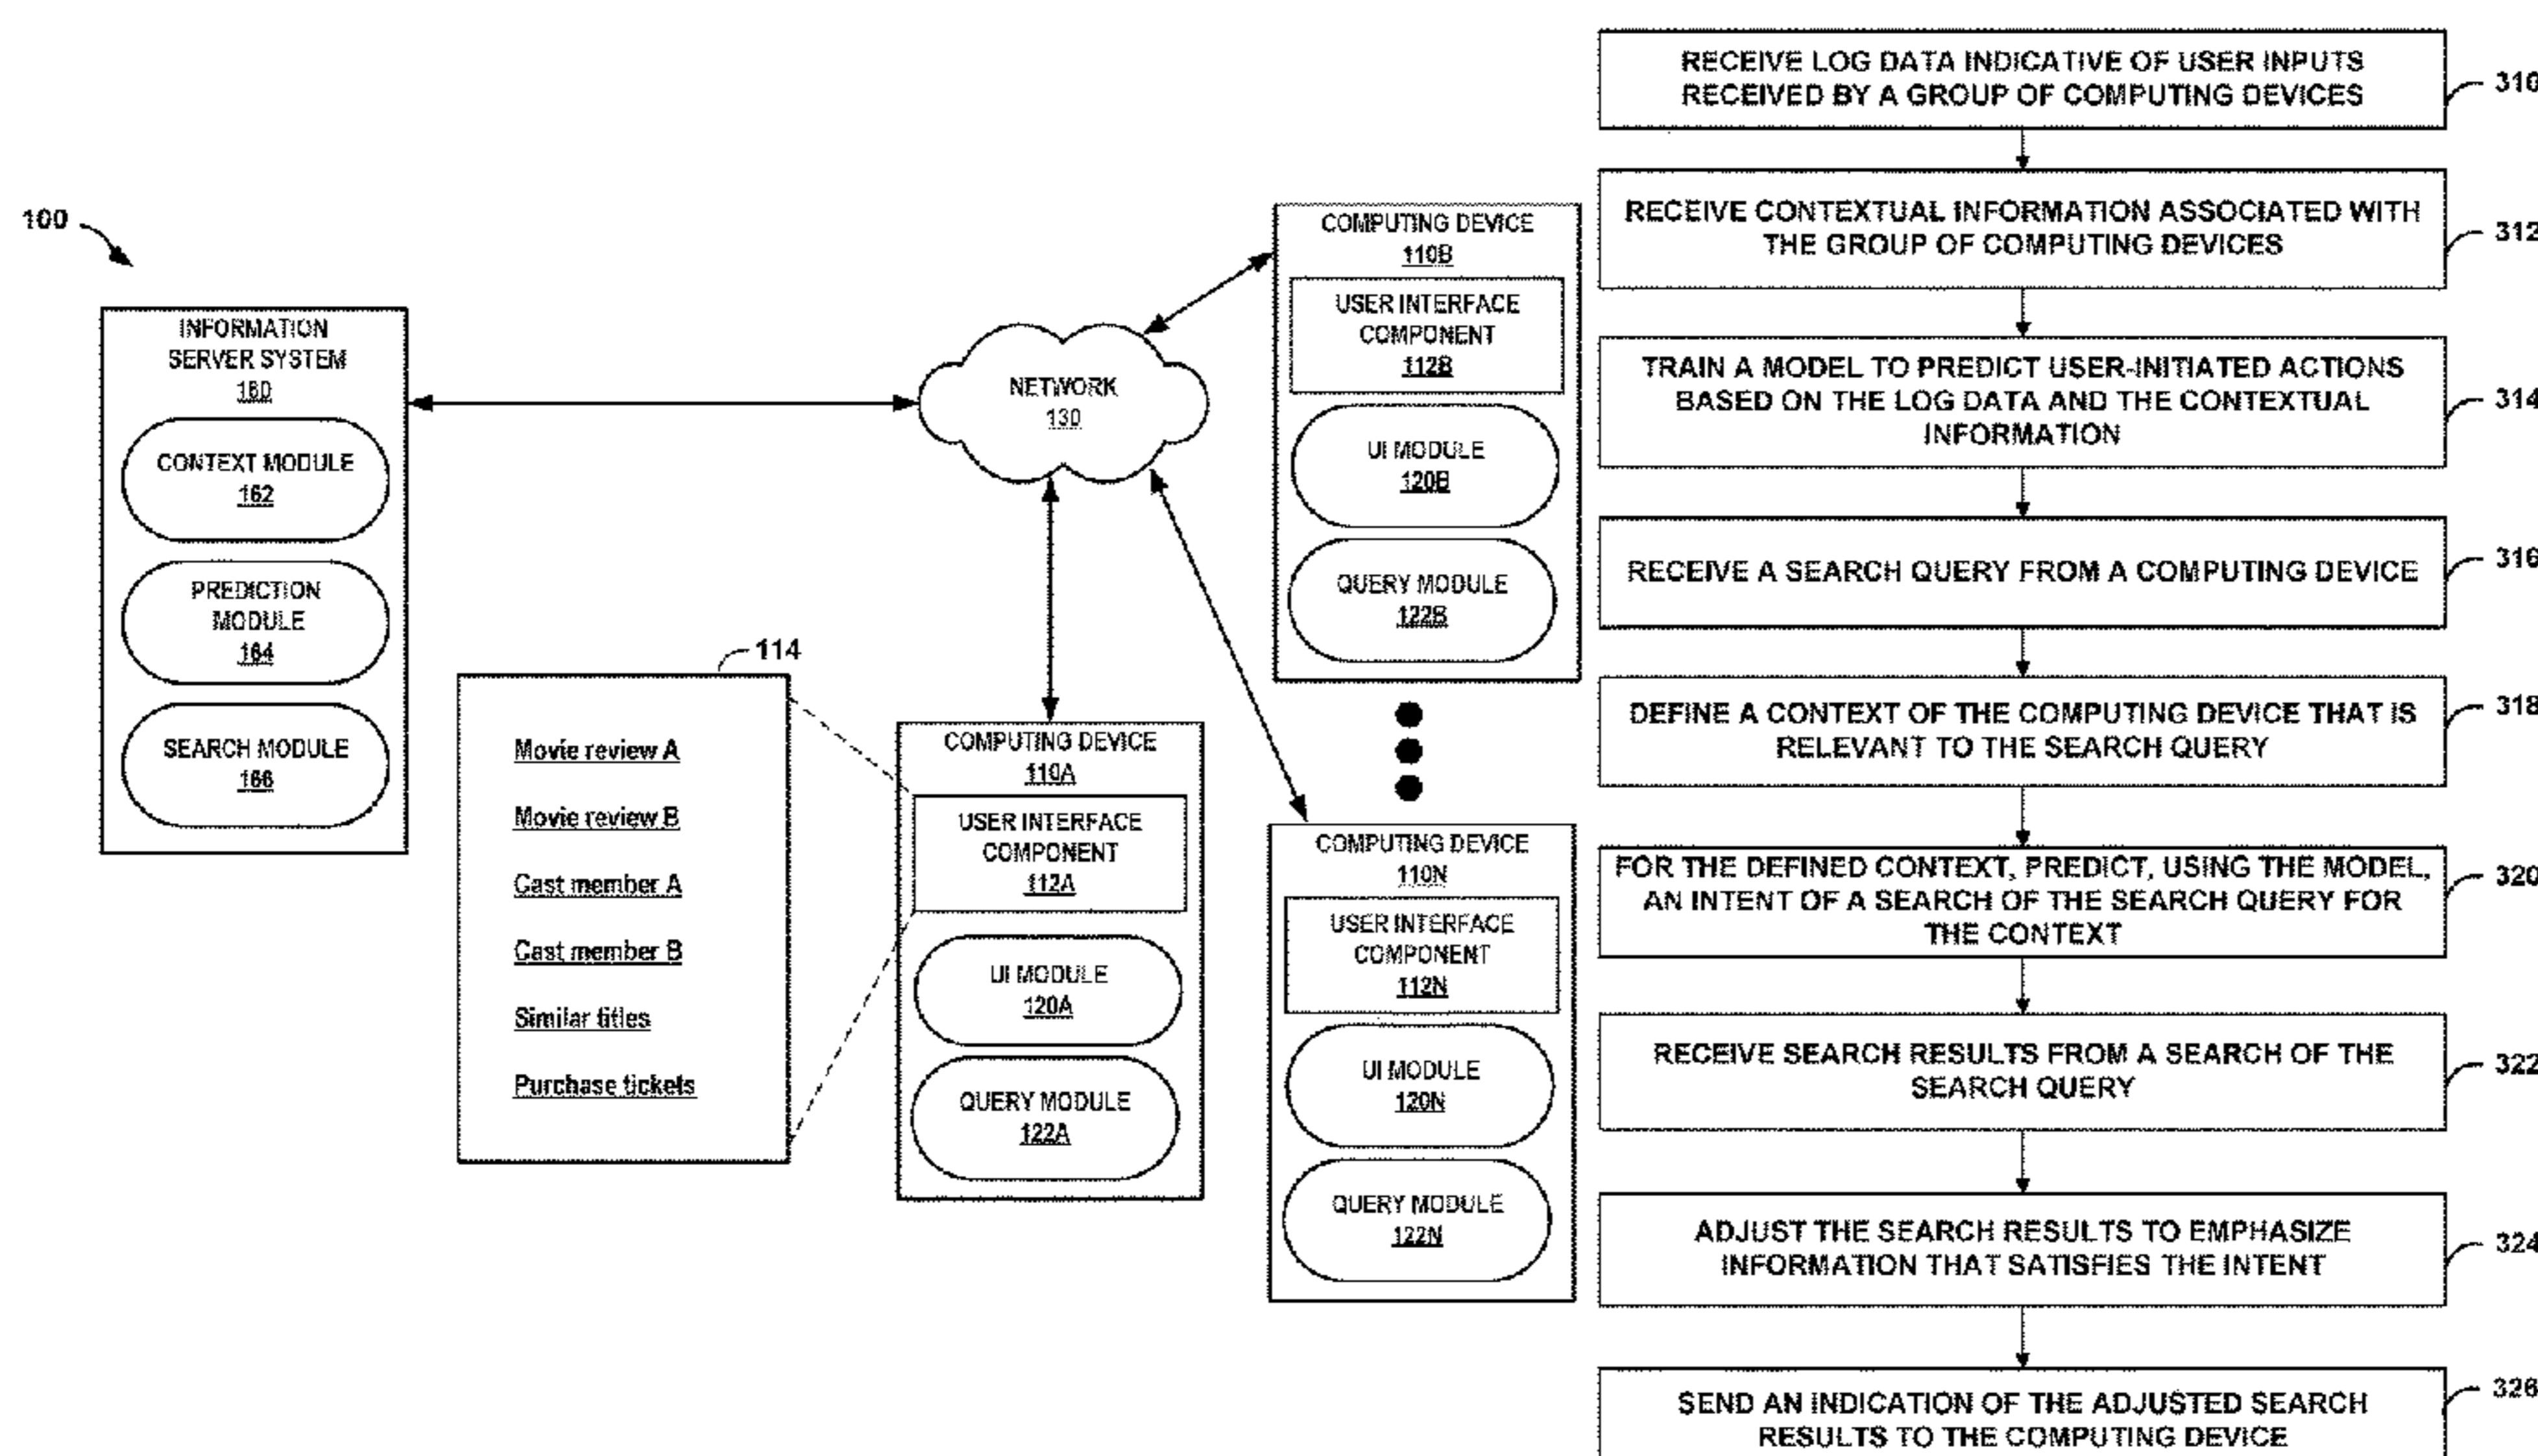 100
INFORMATION
SERVER SYSTEM
160
CONTEXT MODULE
162
PREDICTION
MODULE
164
SEARCH MODULE
166
114
Movie review A
Movie review B
Cast member A
Cast member B
Similar titles
Purchase tickets
NETWORK
130
COMPUTING DEVICE
110A
USER INTERFACE
COMPONENT
112A
UI MODULE
120A
QUERY MODULE
122A
COMPUTING DEVICE
110B
USER INTERFACE
COMPONENT
112B
UI MODULE
120B
QUERY MODULE
122B
COMPUTING DEVICE
110N
USER INTERFACE
COMPONENT
112N
UI MODULE
120N
QUERY MODULE
122N
RECEIVE LOG DATA INDICATIVE OF USER INPUTS
RECEIVED BY A GROUP OF COMPUTING DEVICES
310
RECEIVE CONTEXTUAL INFORMATION ASSOCIATED WITH
THE GROUP OF COMPUTING DEVICES
312
TRAIN A MODEL TO PREDICT USER-INITIATED ACTIONS
BASED ON THE LOG DATA AND THE CONTEXTUAL
INFORMATION
314
RECEIVE A SEARCH QUERY FROM A COMPUTING DEVICE
316
DEFINE A CONTEXT OF THE COMPUTING DEVICE THAT IS
RELEVANT TO THE SEARCH QUERY
318
FOR THE DEFINED CONTEXT, PREDICT, USING THE MODEL,
AN INTENT OF A SEARCH OF THE SEARCH QUERY FOR
THE CONTEXT
320
RECEIVE SEARCH RESULTS FROM A SEARCH OF THE
SEARCH QUERY
322
ADJUST THE SEARCH RESULTS TO EMPHASIZE
INFORMATION THAT SATISFIES THE INTENT
324
SEND AN INDICATION OF THE ADJUSTED SEARCH
RESULTS TO THE COMPUTING DEVICE
326